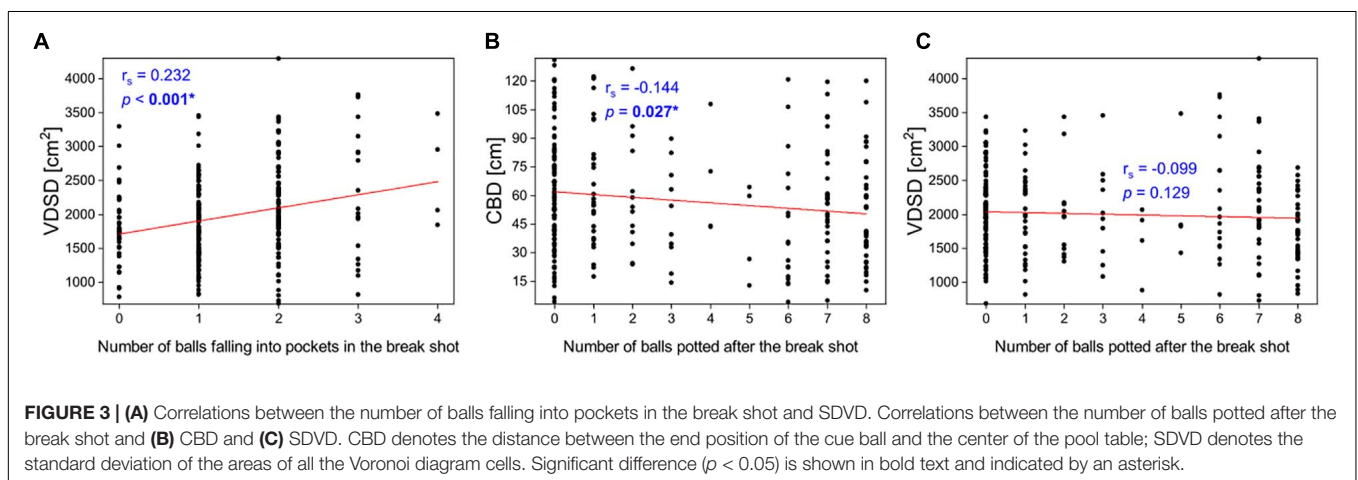 A
B
C
VDSD [cm²]
4000
3500
3000
2500
2000
1500
1000
r_s = 0.232
p < 0.001*
0 1 2 3 4
Number of balls falling into pockets in the break shot
CBD [cm]
120
105
90
75
60
45
30
15
r_s = -0.144
p = 0.027*
0 1 2 3 4 5 6 7 8
Number of balls potted after the break shot
VDSD [cm²]
4000
3500
3000
2500
2000
1500
1000
r_s = -0.099
p = 0.129
0 1 2 3 4 5 6 7 8
Number of balls potted after the break shot
FIGURE 3 | (A) Correlations between the number of balls falling into pockets in the break shot and SDVD. Correlations between the number of balls potted after the
break shot and (B) CBD and (C) SDVD. CBD denotes the distance between the end position of the cue ball and the center of the pool table; SDVD denotes the
standard deviation of the areas of all the Voronoi diagram cells. Significant difference (p < 0.05) is shown in bold text and indicated by an asterisk.